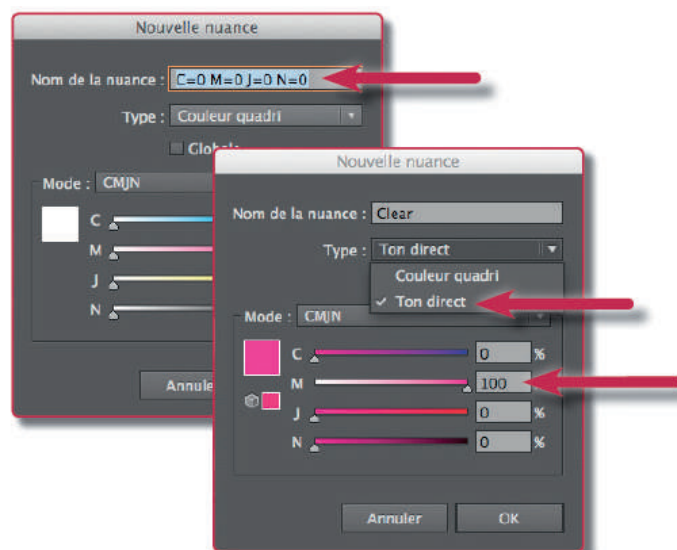 Nouvelle nuance
Nom de la nuance : C=0 M=0 J=0 N=0
Type : Couleur quadri
Mode : CMJN
C
M
J
N
Nouvelle nuance
Nom de la nuance : Clear
Type : Ton direct
Couleur quadri
✓ Ton direct
Mode : CMJN
C 0 %
M 100
J 0 %
N 0 %
Annuler OK